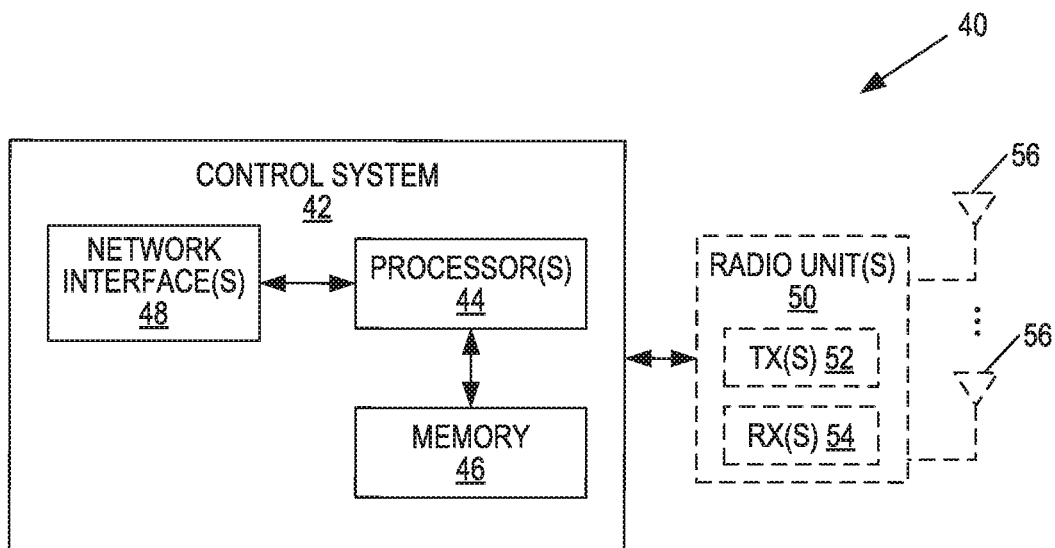 40
CONTROL SYSTEM
42
NETWORK
INTERFACE(S)
48
PROCESSOR(S)
44
MEMORY
46
RADIO UNIT(S)
50
TX(S) 52
RX(S) 54
56
56